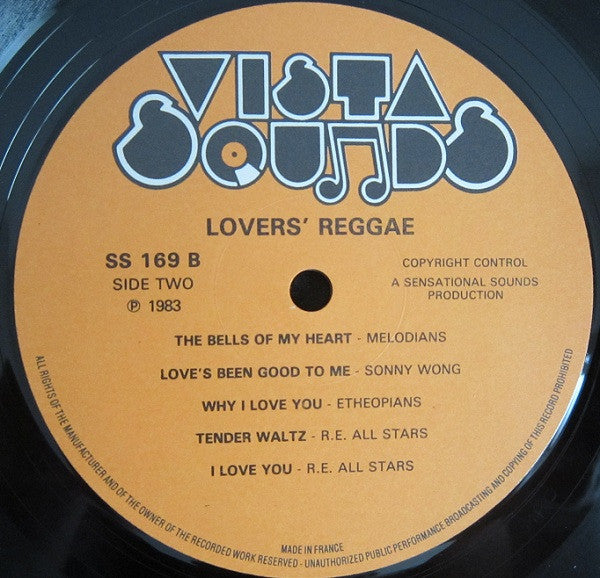 VISTA
SOUNDS
LOVERS' REGGAE
SS 169 B
SIDE TWO
℗ 1983
COPYRIGHT CONTROL
A SENSATIONAL SOUNDS
PRODUCTION
THE BELLS OF MY HEART - MELODIANS
LOVE'S BEEN GOOD TO ME - SONNY WONG
WHY I LOVE YOU - ETHEOPIANS
TENDER WALTZ - R.E. ALL STARS
I LOVE YOU - R.E. ALL STARS
ALL RIGHTS OF THE MANUFACTURER AND OF THE OWNER OF THE RECORDED WORK RESERVED - UNAUTHORIZED PUBLIC PERFORMANCE BROADCASTING AND COPYING OF THIS RECORD PROHIBITED
MADE IN FRANCE